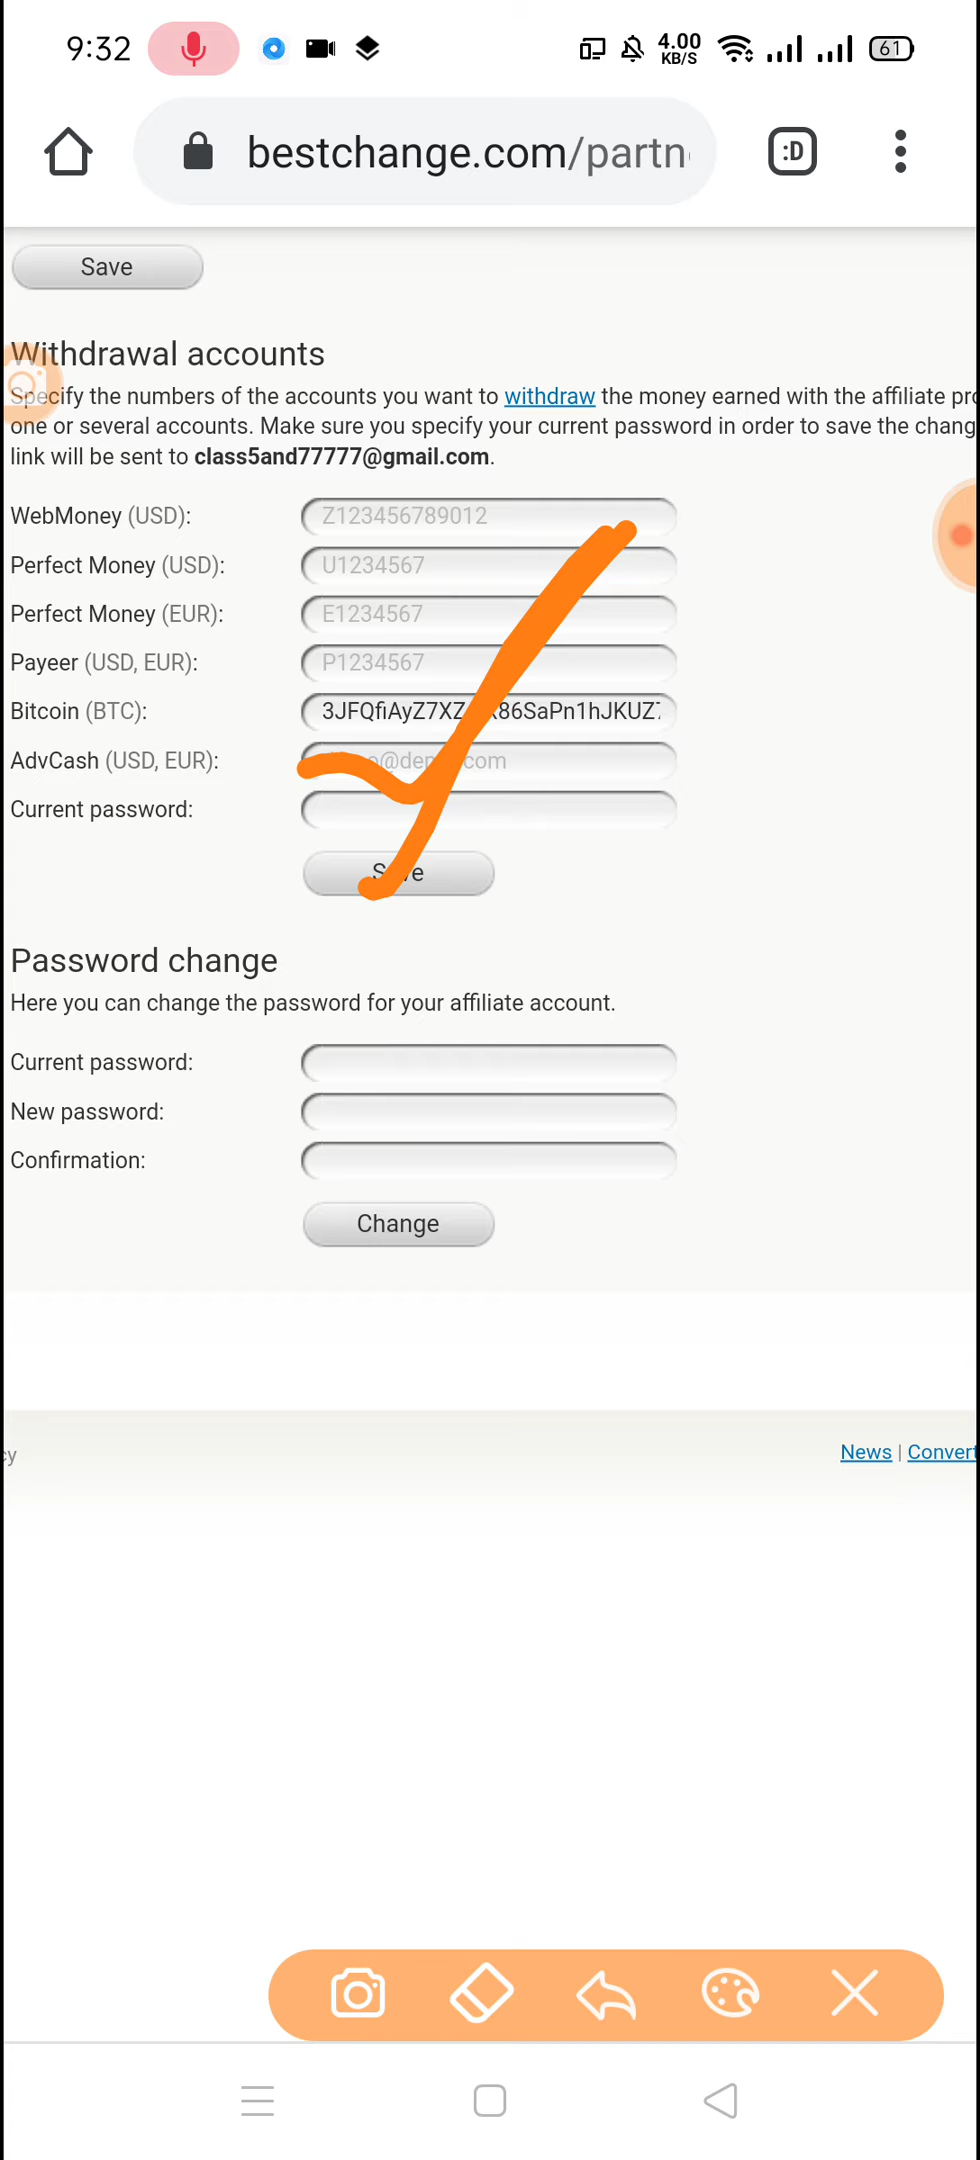 9:32
4.00
KB/S
61
bestchange.com/partn
:D
Save
Withdrawal accounts
Specify the numbers of the accounts you want to withdraw the money earned with the affiliate pro
one or several accounts. Make sure you specify your current password in order to save the chang
link will be sent to class5and77777@gmail.com.
WebMoney (USD): Z123456789012
Perfect Money (USD): U1234567
Perfect Money (EUR): E1234567
Payeer (USD, EUR): P1234567
Bitcoin (BTC):
AdvCash (USD, EUR):
Current password:
Save
Password change
Here you can change the password for your affiliate account.
Current password:
New password:
Confirmation:
Change
cy
News | Convert